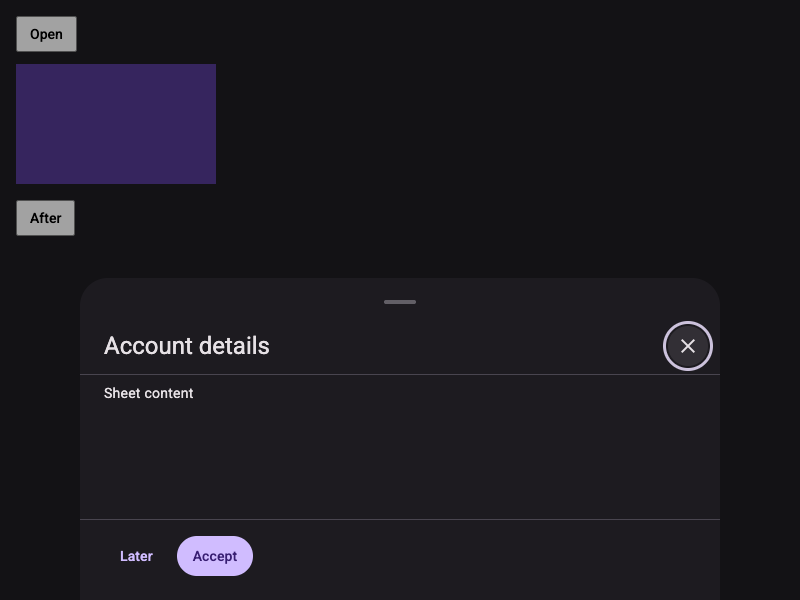 Open
After
Account details
Sheet content
Later
Accept